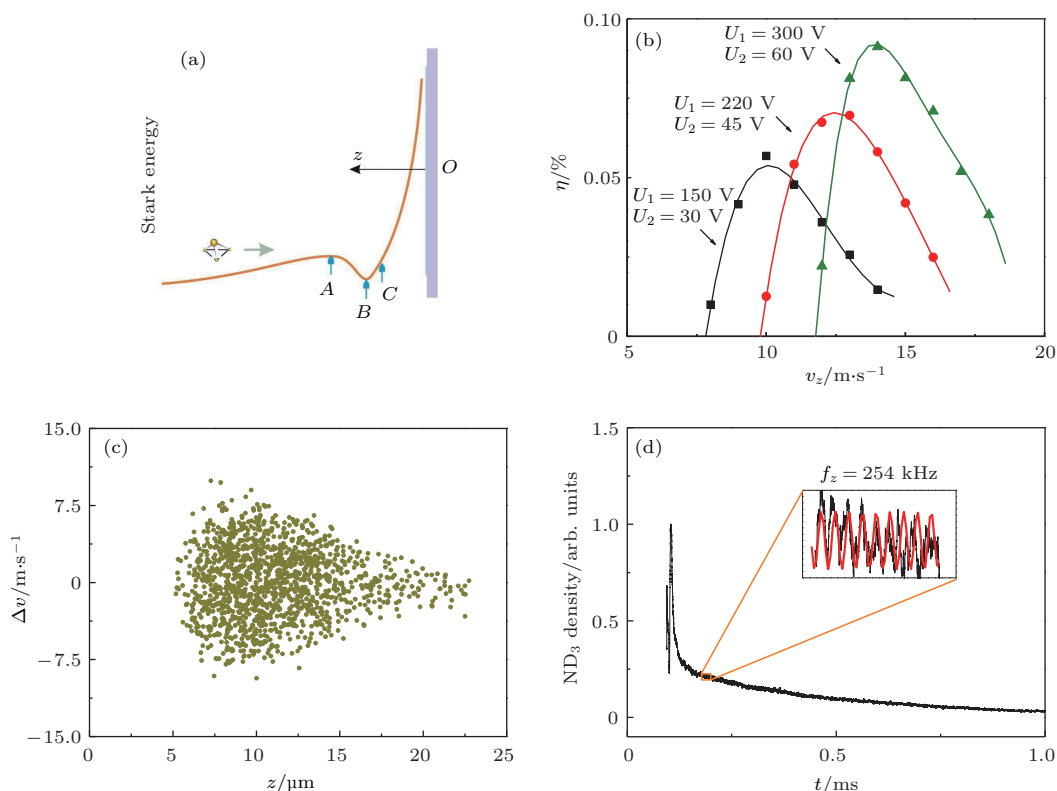 (a)
Stark energy
z
O
A
B
C
(b)
η/%
0.10
0.05
0
U₁ = 300 V
U₂ = 60 V
U₁ = 220 V
U₂ = 45 V
U₁ = 150 V
U₂ = 30 V
5 10 15 20
v_z/m·s⁻¹
(c)
Δv/m·s⁻¹
15.0
7.5
0
−7.5
−15.0
0 5 10 15 20 25
z/µm
(d)
ND₃ density/arb. units
1.5
1.0
0.5
0
f_z = 254 kHz
0 0.5 1.0
t/ms